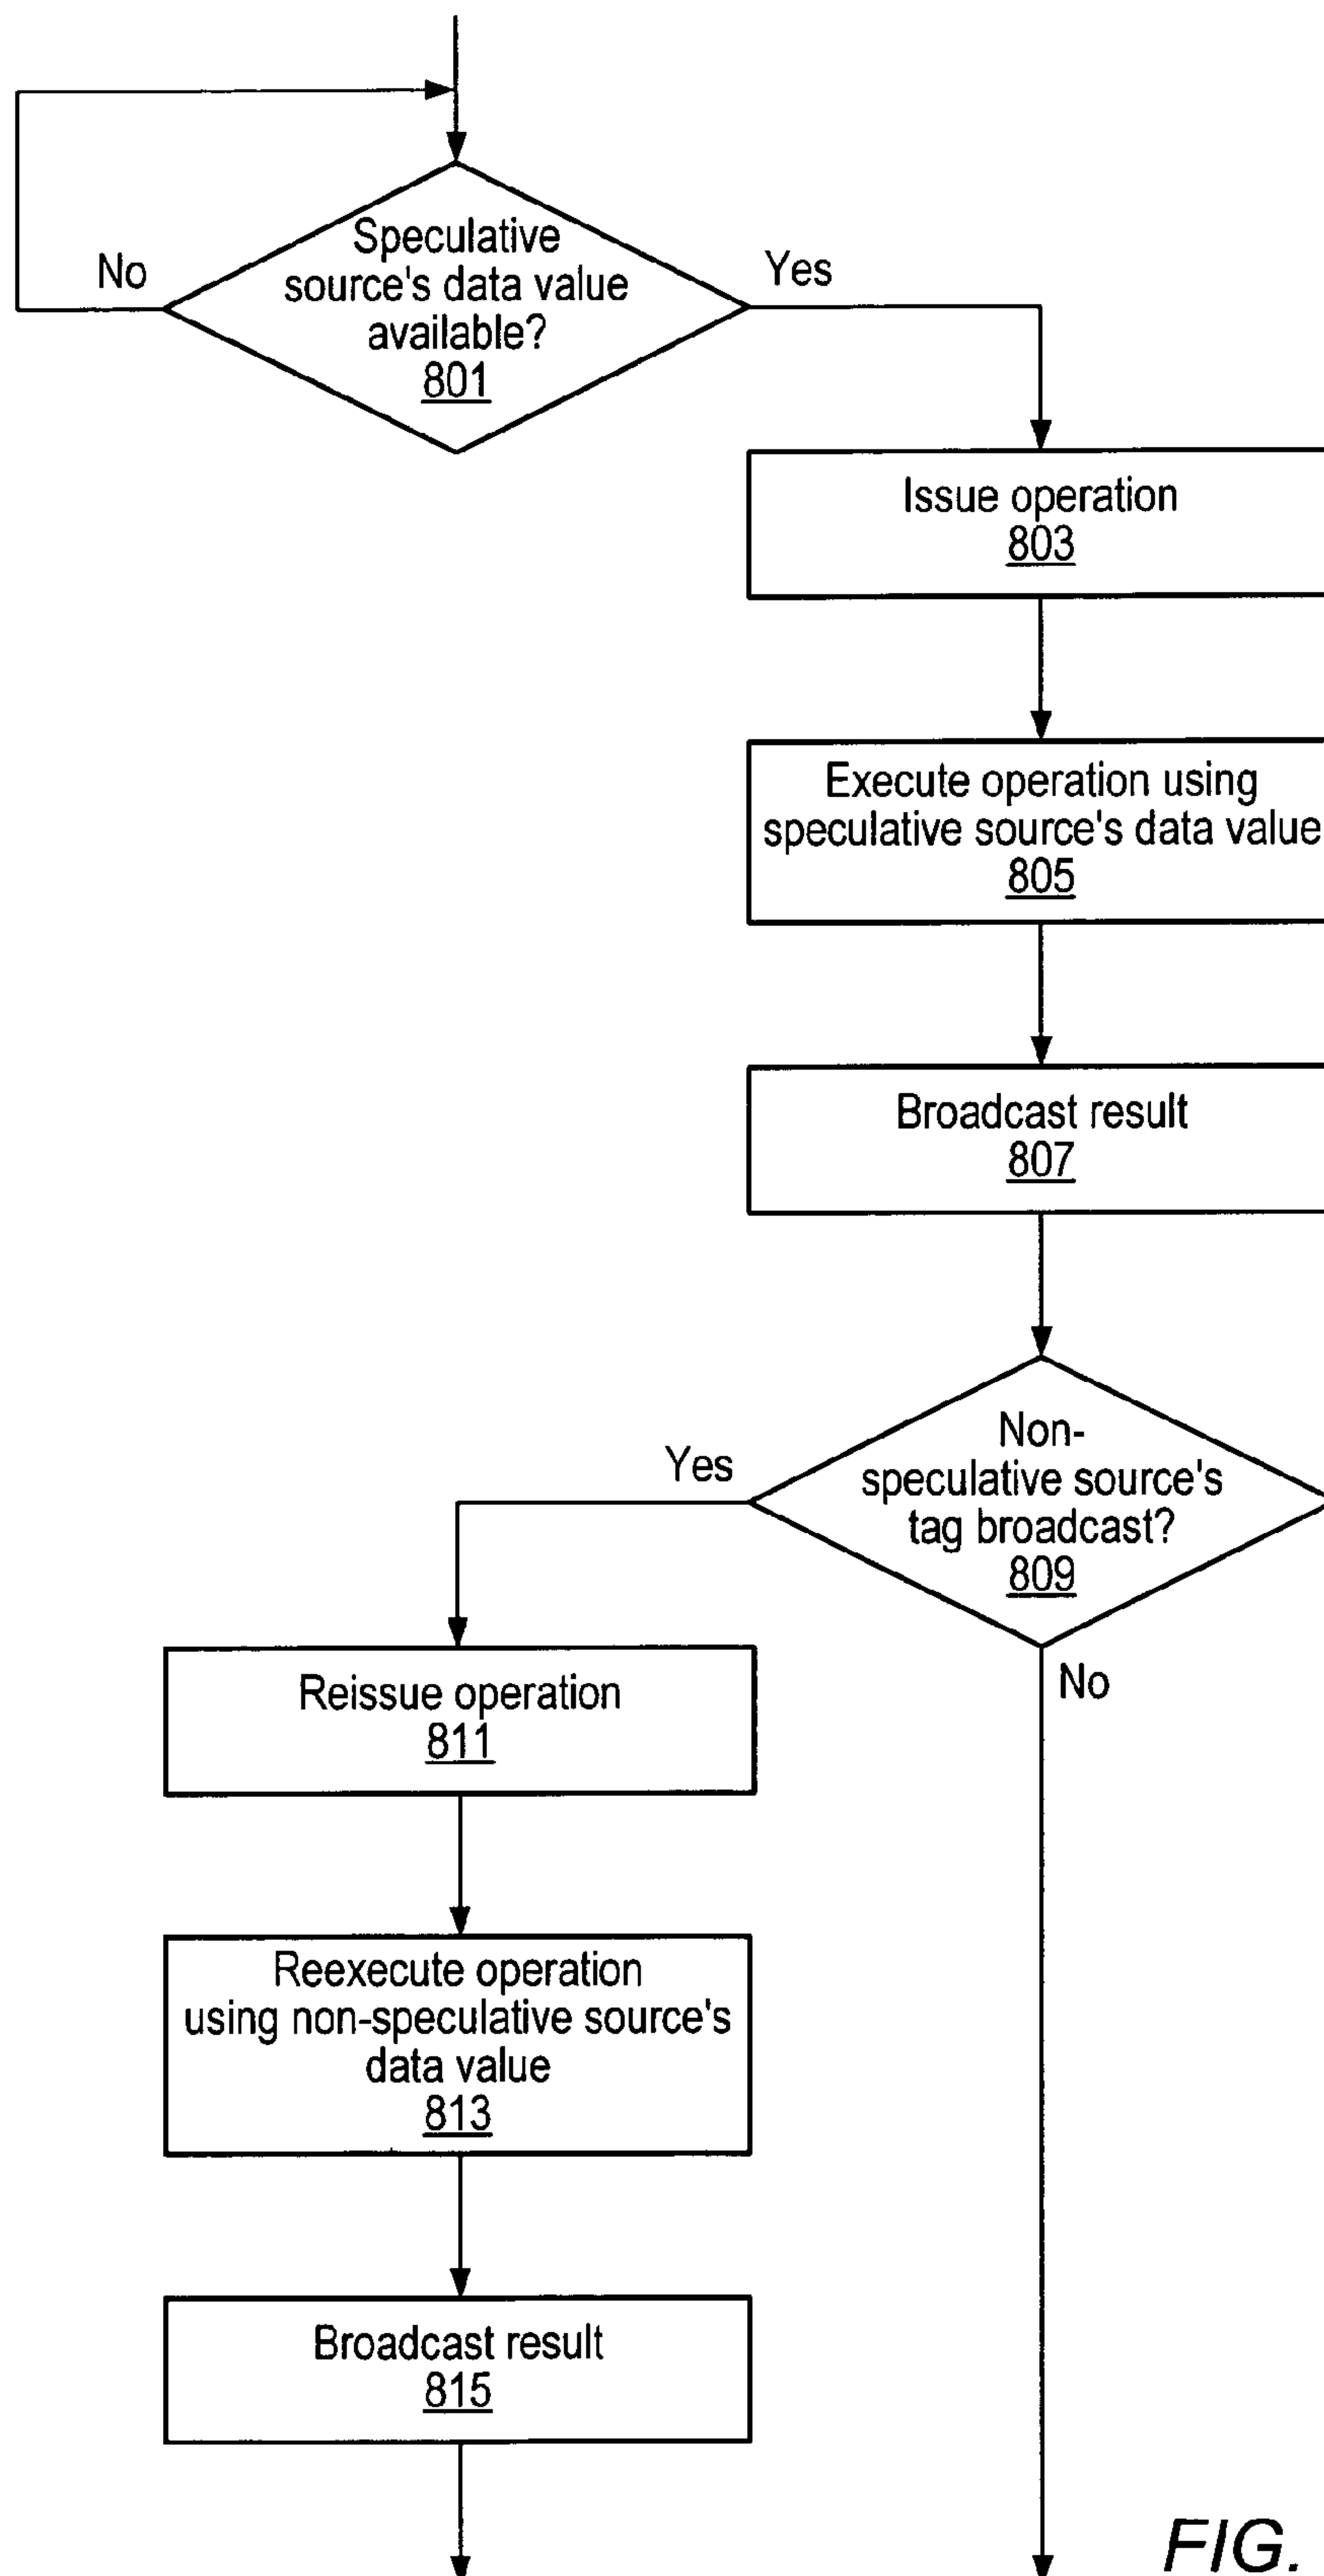 Speculative
source's data value
available?
801
No
Yes
Issue operation
803
Execute operation using
speculative source's data value
805
Broadcast result
807
Non-
speculative source's
tag broadcast?
809
Yes
No
Reissue operation
811
Reexecute operation
using non-speculative source's
data value
813
Broadcast result
815
FIG.